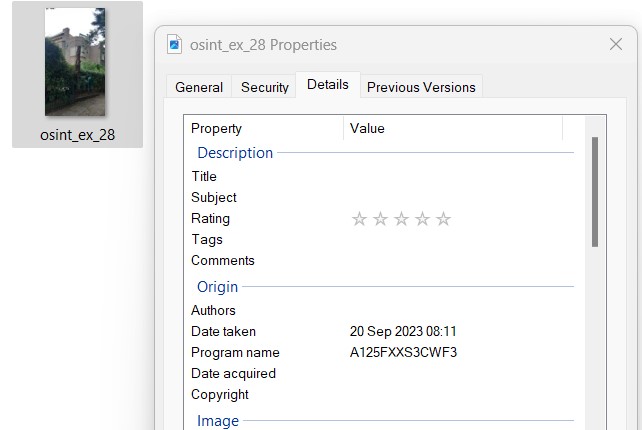 osint_ex_28
osint_ex_28 Properties
General Security Details Previous Versions
Property Value
Description
Title
Subject
Rating
Tags
Comments
Origin
Authors
Date taken 20 Sep 2023 08:11
Program name A125FXXS3CWF3
Date acquired
Copyright
Image